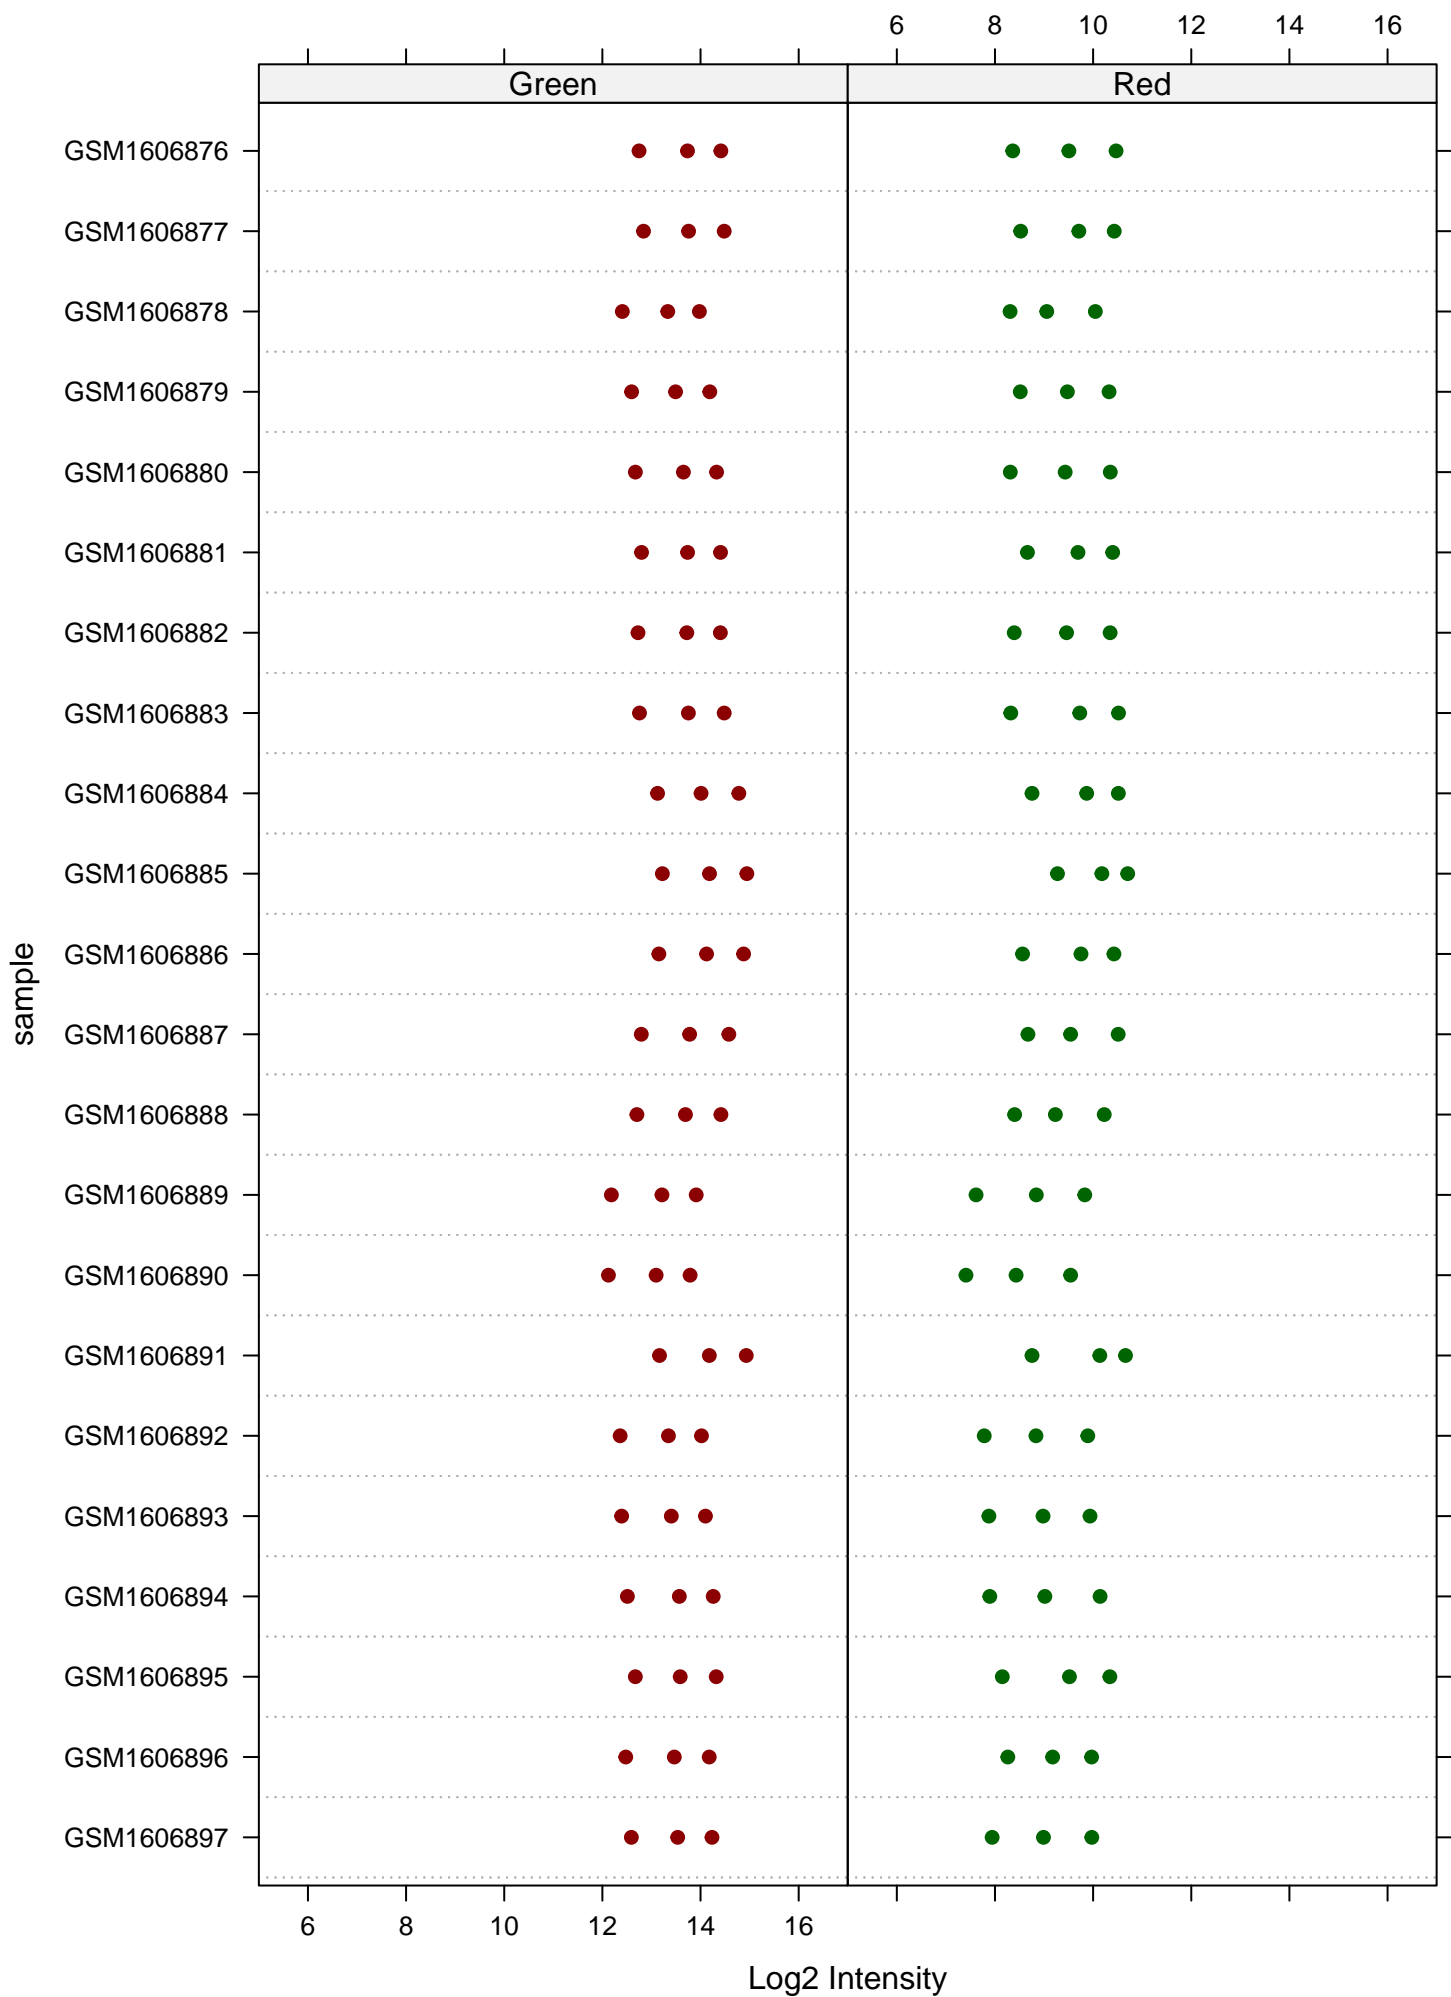 6 8 10 12 14 16
Green Red
GSM1606876
GSM1606877
GSM1606878
GSM1606879
GSM1606880
GSM1606881
GSM1606882
GSM1606883
GSM1606884
GSM1606885
GSM1606886
GSM1606887
GSM1606888
GSM1606889
GSM1606890
GSM1606891
GSM1606892
GSM1606893
GSM1606894
GSM1606895
GSM1606896
GSM1606897
sample
6 8 10 12 14 16
Log2 Intensity